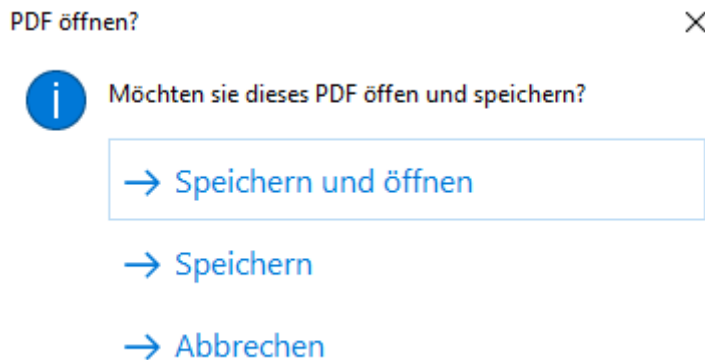 PDF öffnen?
Möchten sie dieses PDF öffen und speichern?
→ Speichern und öffnen
→ Speichern
→ Abbrechen